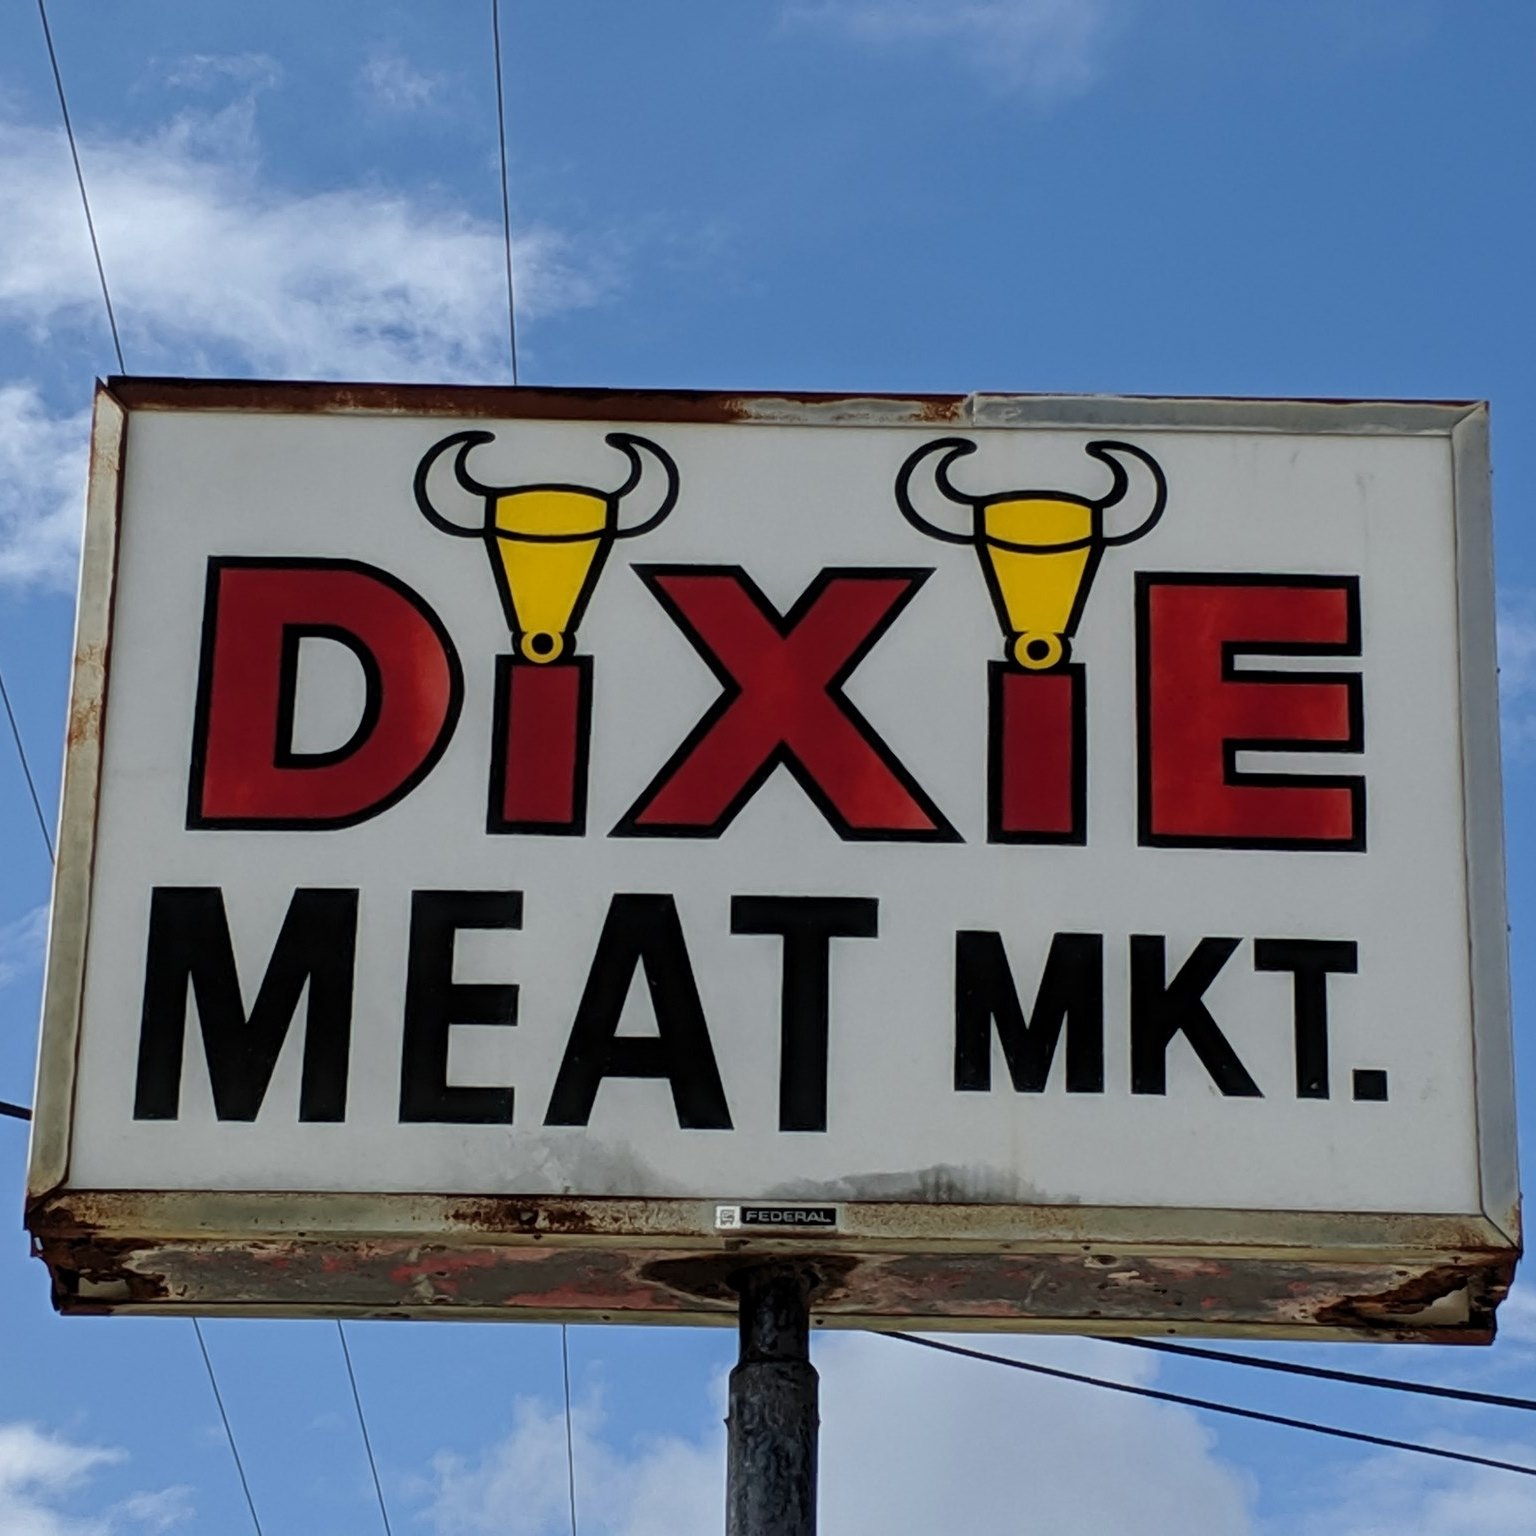 DiXiE
MEAT MKT.
FEDERAL